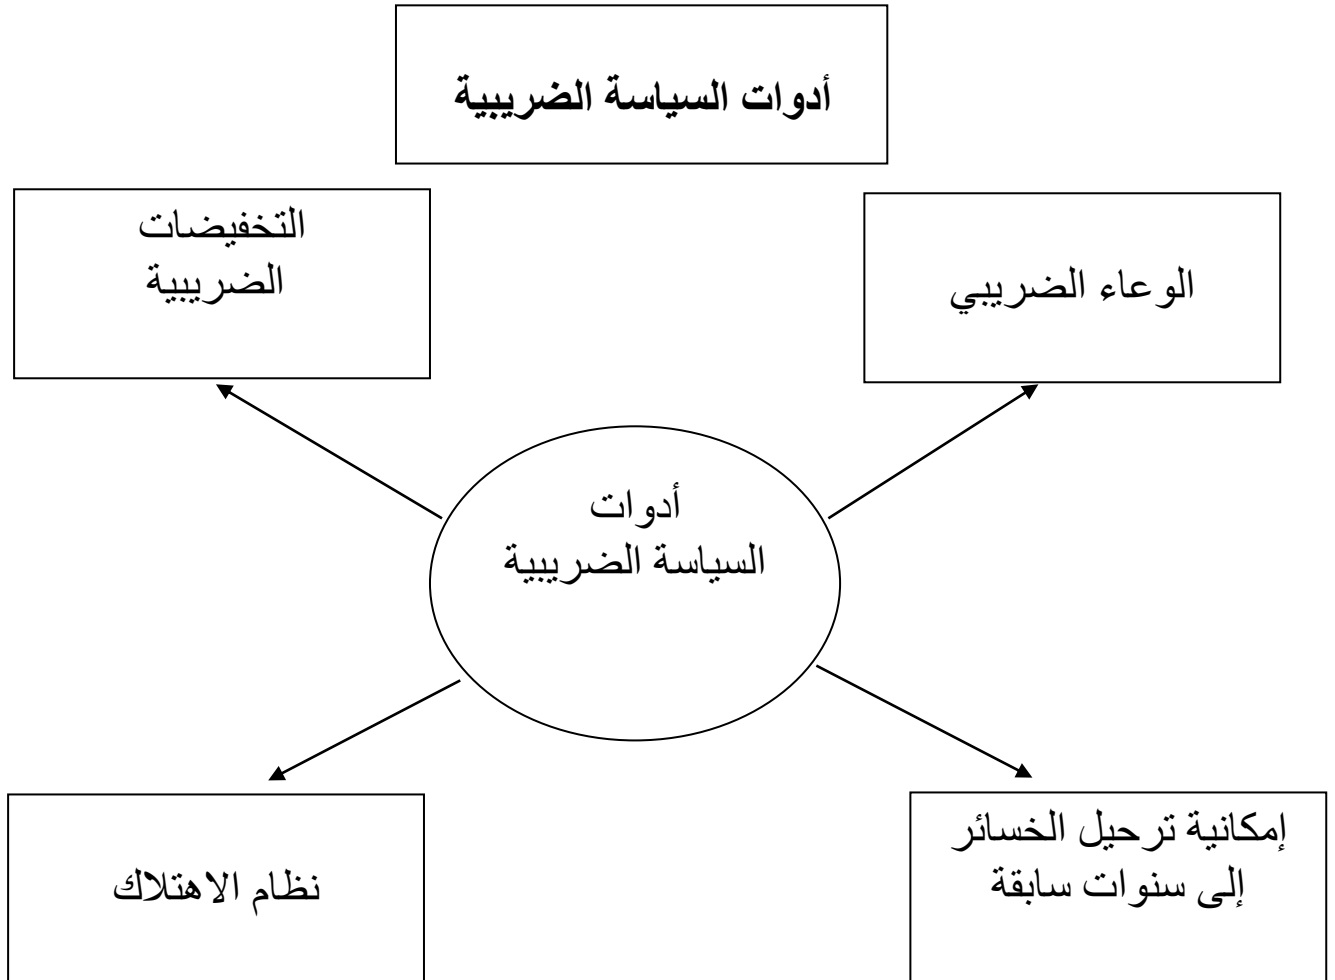 أدوات السياسة الضريبية
الوعاء الضريبي
التخفيضات
الضريبية
أدوات
السياسة الضريبية
إمكانية ترحيل الخسائر
إلى سنوات سابقة
نظام الاهتلاك